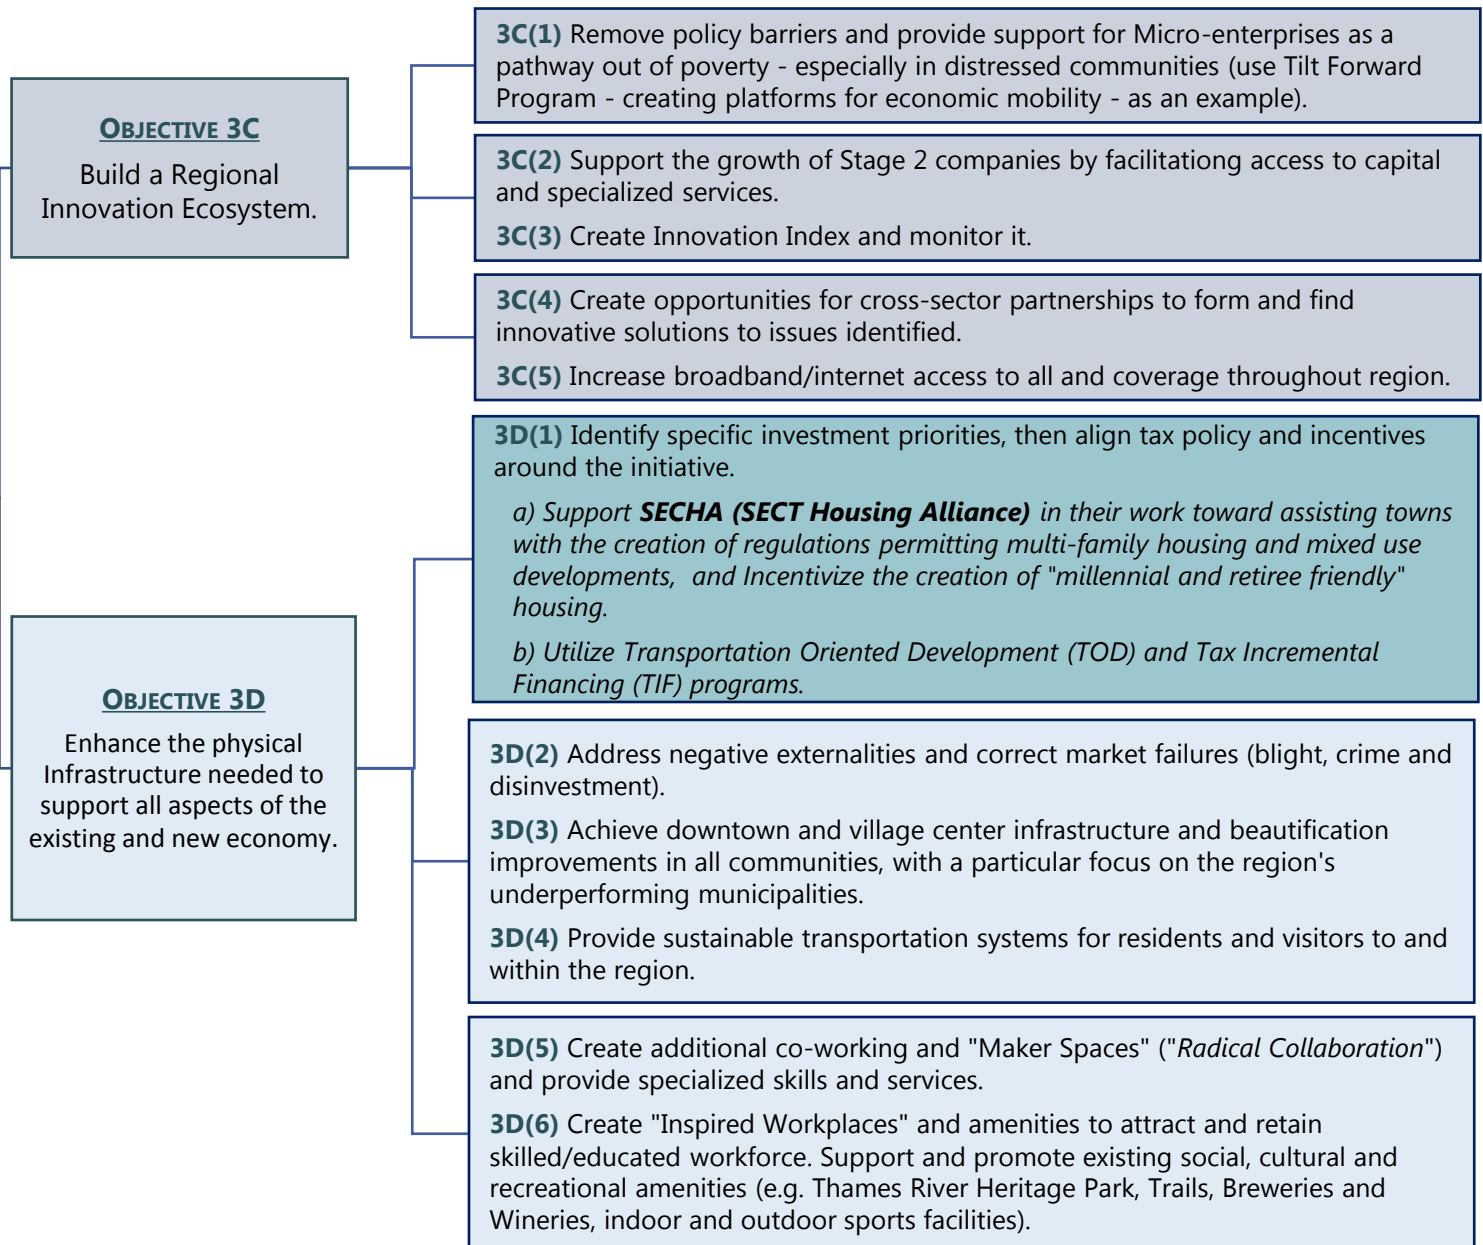 OBJECTIVE 3C
Build a Regional
Innovation Ecosystem.
3C(1) Remove policy barriers and provide support for Micro-enterprises as a
pathway out of poverty - especially in distressed communities (use Tilt Forward
Program - creating platforms for economic mobility - as an example).
3C(2) Support the growth of Stage 2 companies by facilitationg access to capital
and specialized services.
3C(3) Create Innovation Index and monitor it.
3C(4) Create opportunities for cross-sector partnerships to form and find
innovative solutions to issues identified.
3C(5) Increase broadband/internet access to all and coverage throughout region.
OBJECTIVE 3D
Enhance the physical
Infrastructure needed to
support all aspects of the
existing and new economy.
3D(1) Identify specific investment priorities, then align tax policy and incentives
around the initiative.
a) Support SECHA (SECT Housing Alliance) in their work toward assisting towns
with the creation of regulations permitting multi-family housing and mixed use
developments,  and Incentivize the creation of "millennial and retiree friendly"
housing.
b) Utilize Transportation Oriented Development (TOD) and Tax Incremental
Financing (TIF) programs.
3D(2) Address negative externalities and correct market failures (blight, crime and
disinvestment).
3D(3) Achieve downtown and village center infrastructure and beautification
improvements in all communities, with a particular focus on the region's
underperforming municipalities.
3D(4) Provide sustainable transportation systems for residents and visitors to and
within the region.
3D(5) Create additional co-working and "Maker Spaces" ("Radical Collaboration")
and provide specialized skills and services.
3D(6) Create "Inspired Workplaces" and amenities to attract and retain
skilled/educated workforce. Support and promote existing social, cultural and
recreational amenities (e.g. Thames River Heritage Park, Trails, Breweries and
Wineries, indoor and outdoor sports facilities).